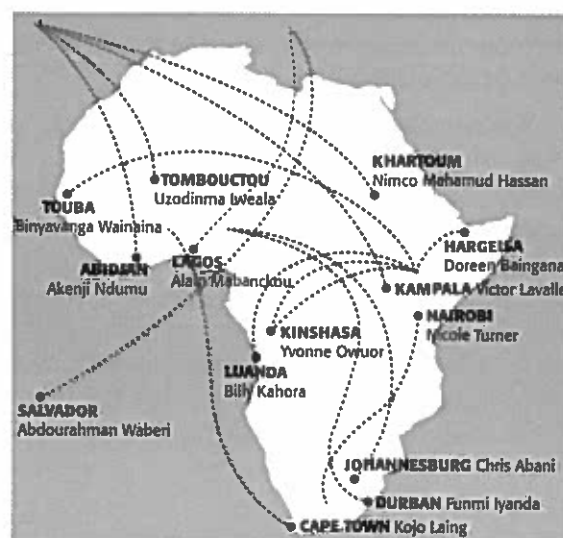 KHARTOUM
Nimco Mahamud Hassan
TOMBOUCTOU
Uzodinma Iweala
TOUBA
Binyavanga Wainaina
HARGEISA
Doreen Baingana
ABIDJAN
Akenji Ndumu
LAGOS
Alain Mabanckou
KAMPALA Victor Lavalle
NAIROBI
Nicole Turner
KINSHASA
Yvonne Owuor
LUANDA
Billy Kahora
SALVADOR
Abdourahman Waberi
JOHANNESBURG Chris Abani
DURBAN Funmi Iyanda
CAPE TOWN Kojo Laing